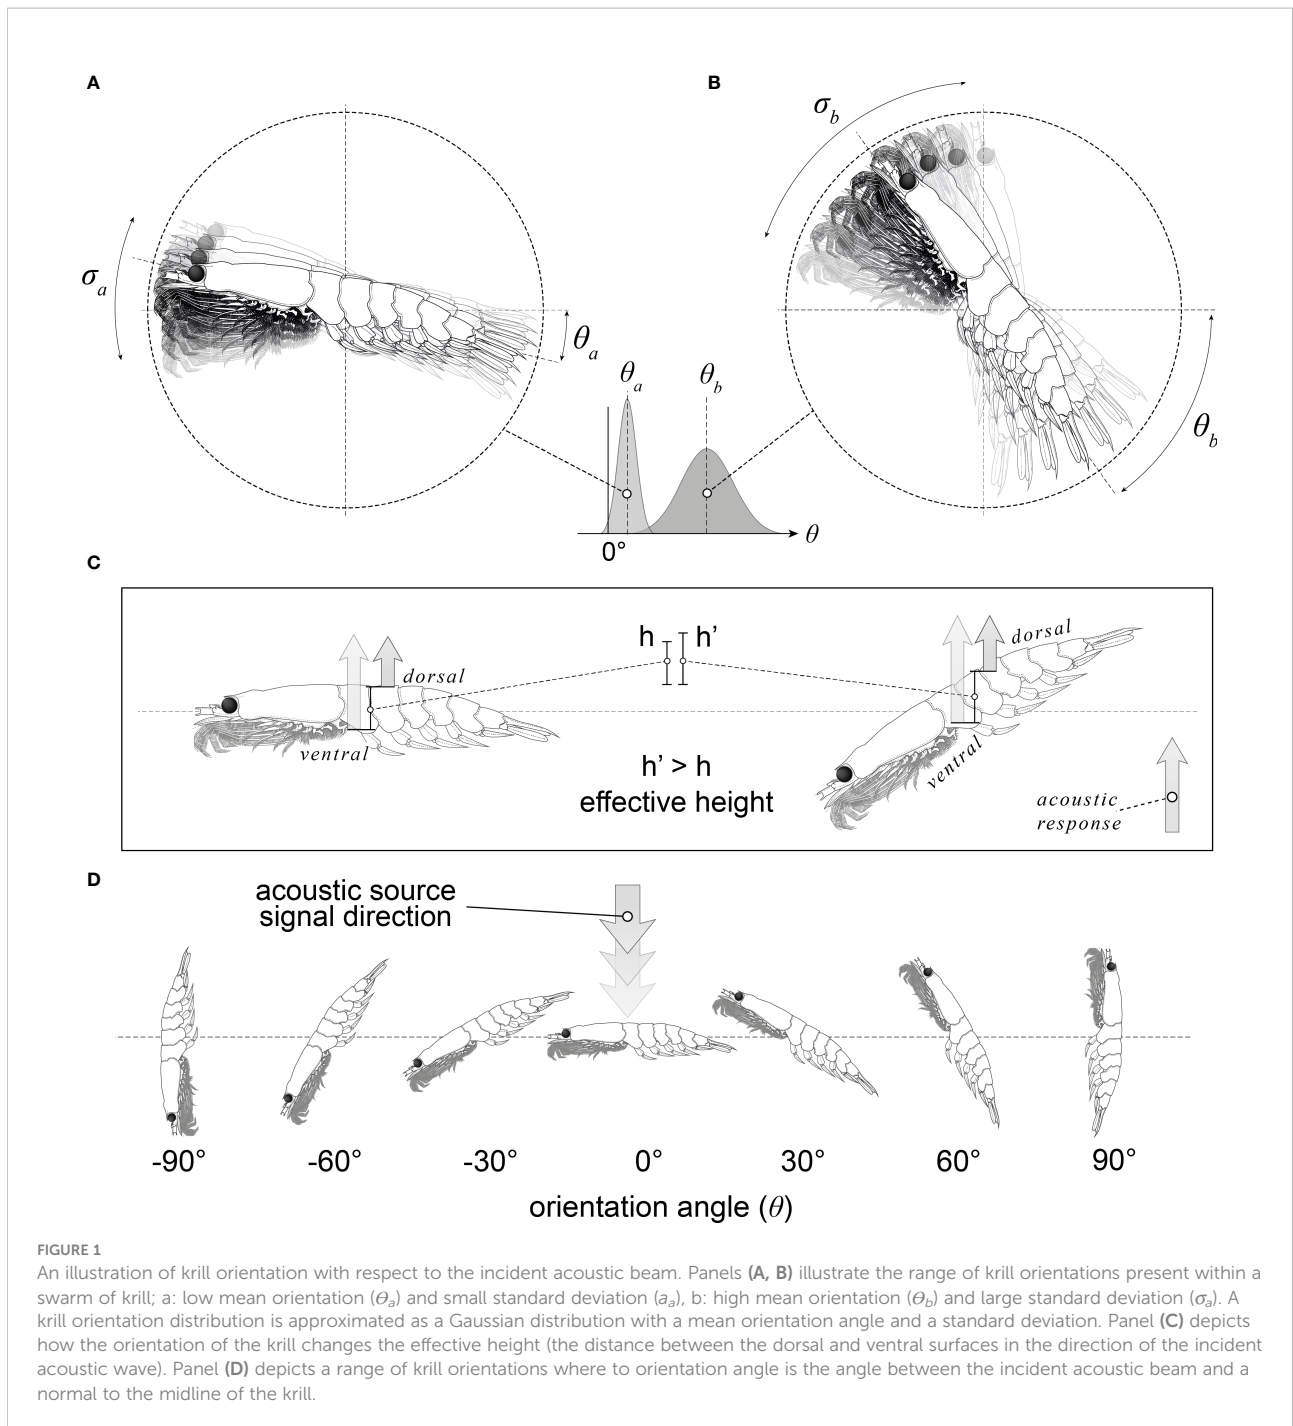 A
B
σb
σa
θa
θa
θb
θb
θ
0°
C
h
h’
dorsal
dorsal
ventral
ventral
h’ > h
effective height
acoustic
response
D
acoustic source
signal direction
-90°
-60°
-30°
0°
30°
60°
90°
orientation angle (θ)
FIGURE 1
An illustration of krill orientation with respect to the incident acoustic beam. Panels (A, B) illustrate the range of krill orientations present within a
swarm of krill; a: low mean orientation (Θa) and small standard deviation (aa), b: high mean orientation (Θb) and large standard deviation (σa). A
krill orientation distribution is approximated as a Gaussian distribution with a mean orientation angle and a standard deviation. Panel (C) depicts
how the orientation of the krill changes the effective height (the distance between the dorsal and ventral surfaces in the direction of the incident
acoustic wave). Panel (D) depicts a range of krill orientations where to orientation angle is the angle between the incident acoustic beam and a
normal to the midline of the krill.